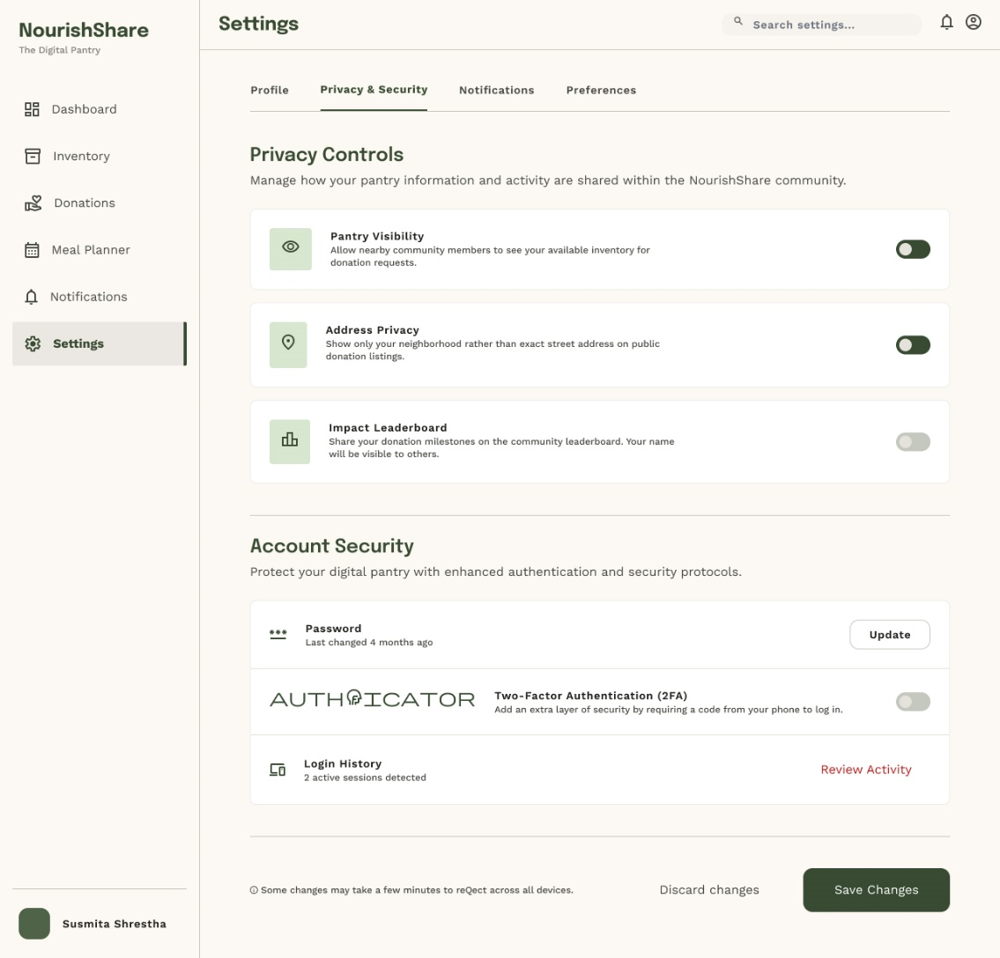 NourishShare
The Digital Pantry
Dashboard
Inventory
Donations
Meal Planner
Notifications
Settings
Susmita Shrestha
Settings
Search settings...
Profile
Privacy & Security
Notifications
Preferences
Privacy Controls
Manage how your pantry information and activity are shared within the NourishShare community.
Pantry Visibility
Allow nearby community members to see your available inventory for
donation requests.
Address Privacy
Show only your neighborhood rather than exact street address on public
donation listings.
Impact Leaderboard
Share your donation milestones on the community leaderboard. Your name
will be visible to others.
Account Security
Protect your digital pantry with enhanced authentication and security protocols.
Password
Last changed 4 months ago
Update
AUTH ICATOR
Two-Factor Authentication (2FA)
Add an extra layer of security by requiring a code from your phone to log in.
Login History
2 active sessions detected
Review Activity
Some changes may take a few minutes to reQect across all devices.
Discard changes
Save Changes